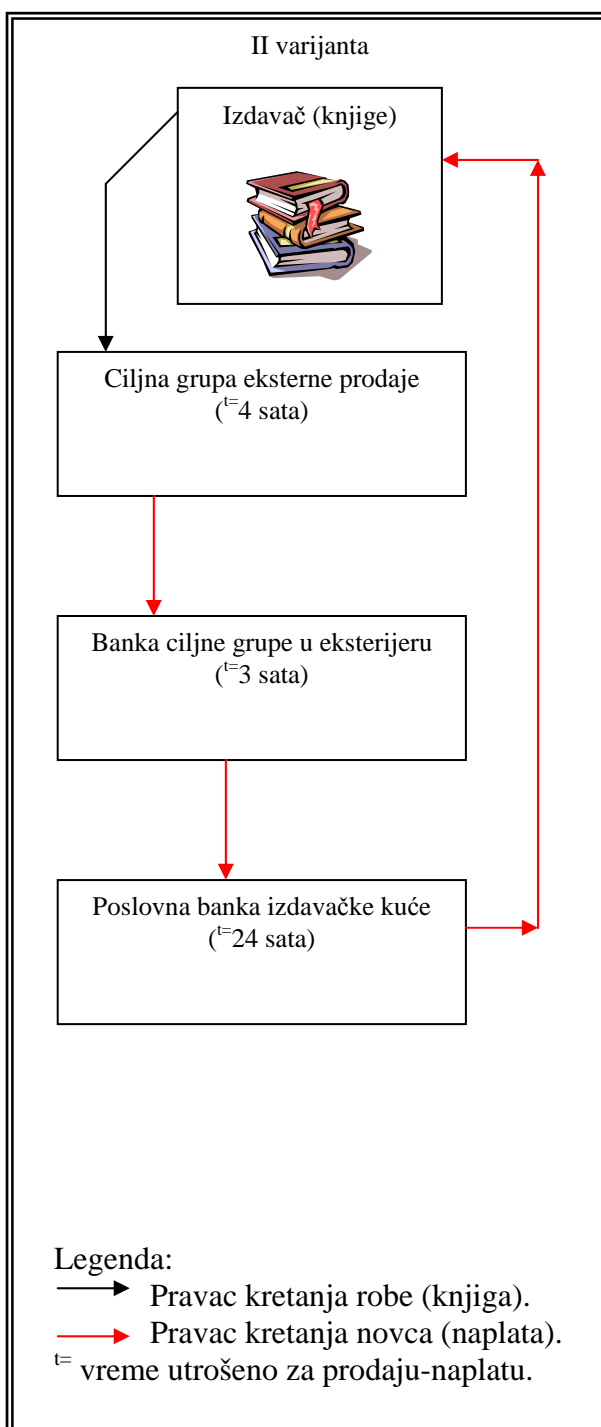 II varijanta
Izdavač (knjige)
Ciljna grupa eksterne prodaje
(t=4 sata)
Banka ciljne grupe u eksterijeru
(t=3 sata)
Poslovna banka izdavačke kuće
(t=24 sata)
Legenda:
Pravac kretanja robe (knjiga).
Pravac kretanja novca (naplata).
t= vreme utrošeno za prodaju-naplatu.